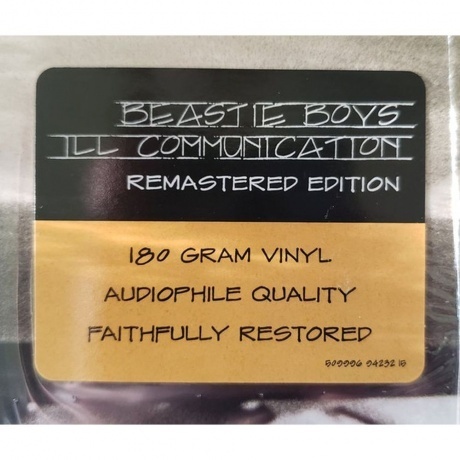 BEASTIE BOYS
ILL COMMUNICATION
REMASTERED EDITION
180 GRAM VINYL
AUDIOPHILE QUALITY
FAITHFULLY RESTORED